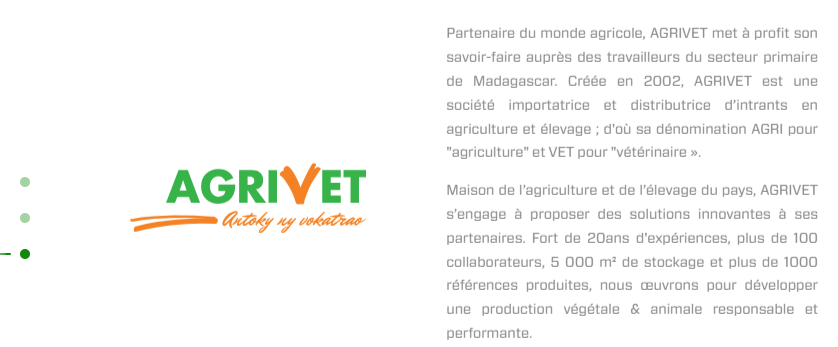 AGRIVET
Antoky ny vokatrao
Partenaire du monde agricole, AGRIVET met à profit son
savoir-faire auprès des travailleurs du secteur primaire
de Madagascar. Créée en 2002, AGRIVET est une
société importatrice et distributrice d'intrants en
agriculture et élevage ; d'où sa dénomination AGRI pour
"agriculture" et VET pour "vétérinaire ».
Maison de l'agriculture et de l'élevage du pays, AGRIVET
s'engage à proposer des solutions innovantes à ses
partenaires. Fort de 20ans d'expériences, plus de 100
collaborateurs, 5 000 m² de stockage et plus de 1000
références produites, nous œuvrons pour développer
une production végétale & animale responsable et
performante.